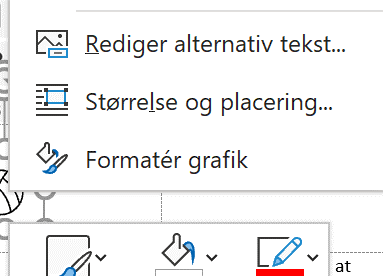 Rediger alternativ tekst...
Størrelse og placering...
Formatér grafik
at